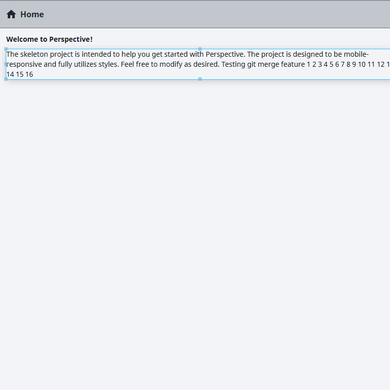 Home
Welcome to Perspective!
The skeleton project is intended to help you get started with Perspective. The project is designed to be mobile-
responsive and fully utilizes styles. Feel free to modify as desired. Testing git merge feature 1 2 3 4 5 6 7 8 9 10 11 12
14 15 16